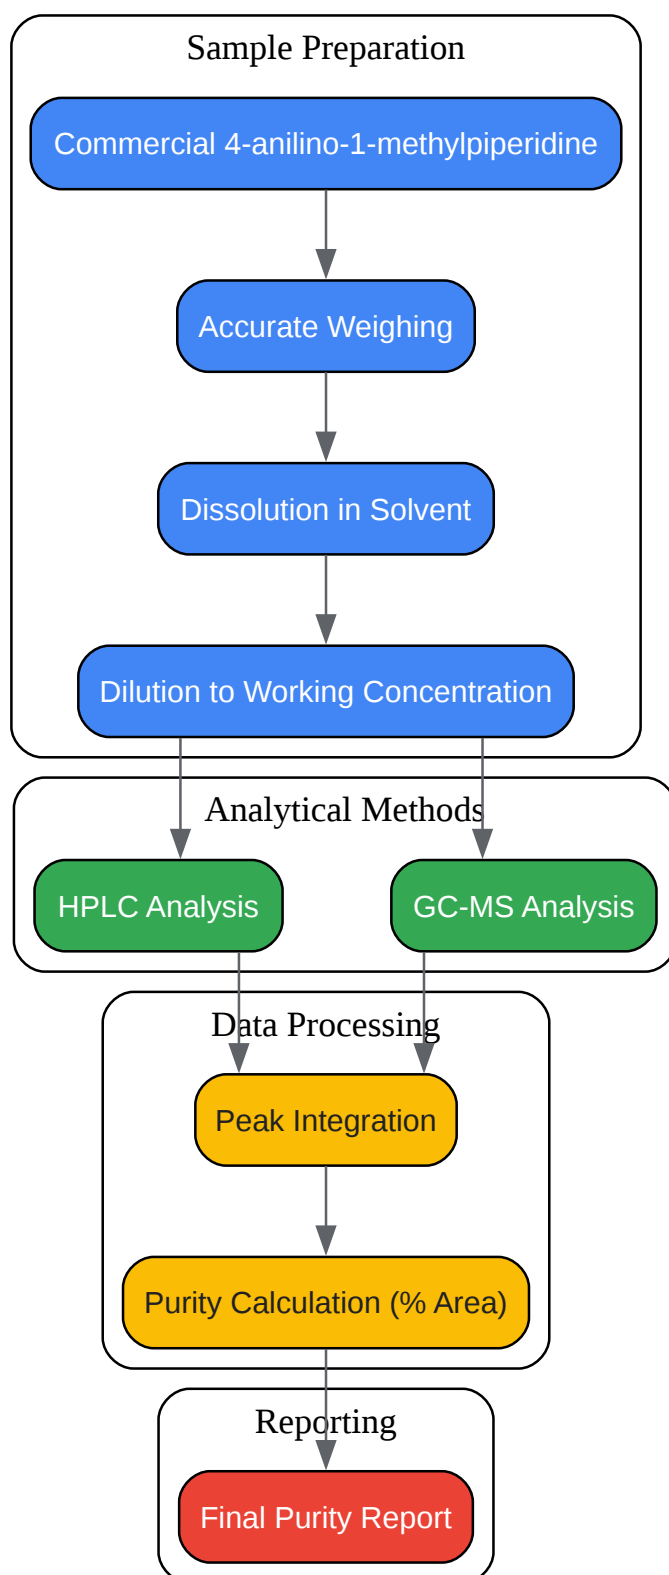 Sample Preparation
Commercial 4-anilino-1-methylpiperidine
Accurate Weighing
Dissolution in Solvent
Dilution to Working Concentration
Analytical Methods
HPLC Analysis
GC-MS Analysis
Data Processing
Peak Integration
Purity Calculation (% Area)
Reporting
Final Purity Report